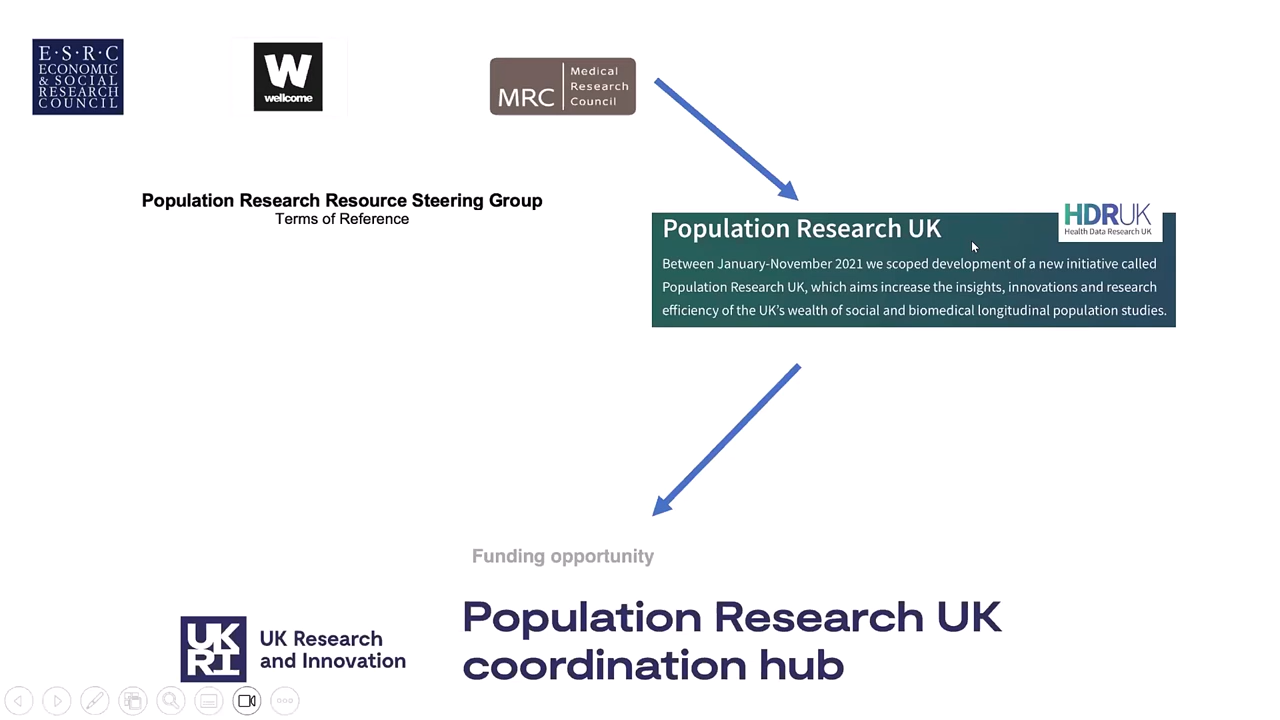 E·S·R·C
ECONOMIC
& SOCIAL
RESEARCH
COUNCIL
W
wellcome
MRC
Medical
Research
Council
Population Research Resource Steering Group
Terms of Reference
HDRUK
Health Data Research UK
Population Research UK
Between January-November 2021 we scoped development of a new initiative called
Population Research UK, which aims increase the insights, innovations and research
efficiency of the UK's wealth of social and biomedical longitudinal population studies.
Funding opportunity
Population Research UK
coordination hub
UK
RI
UK Research
and Innovation